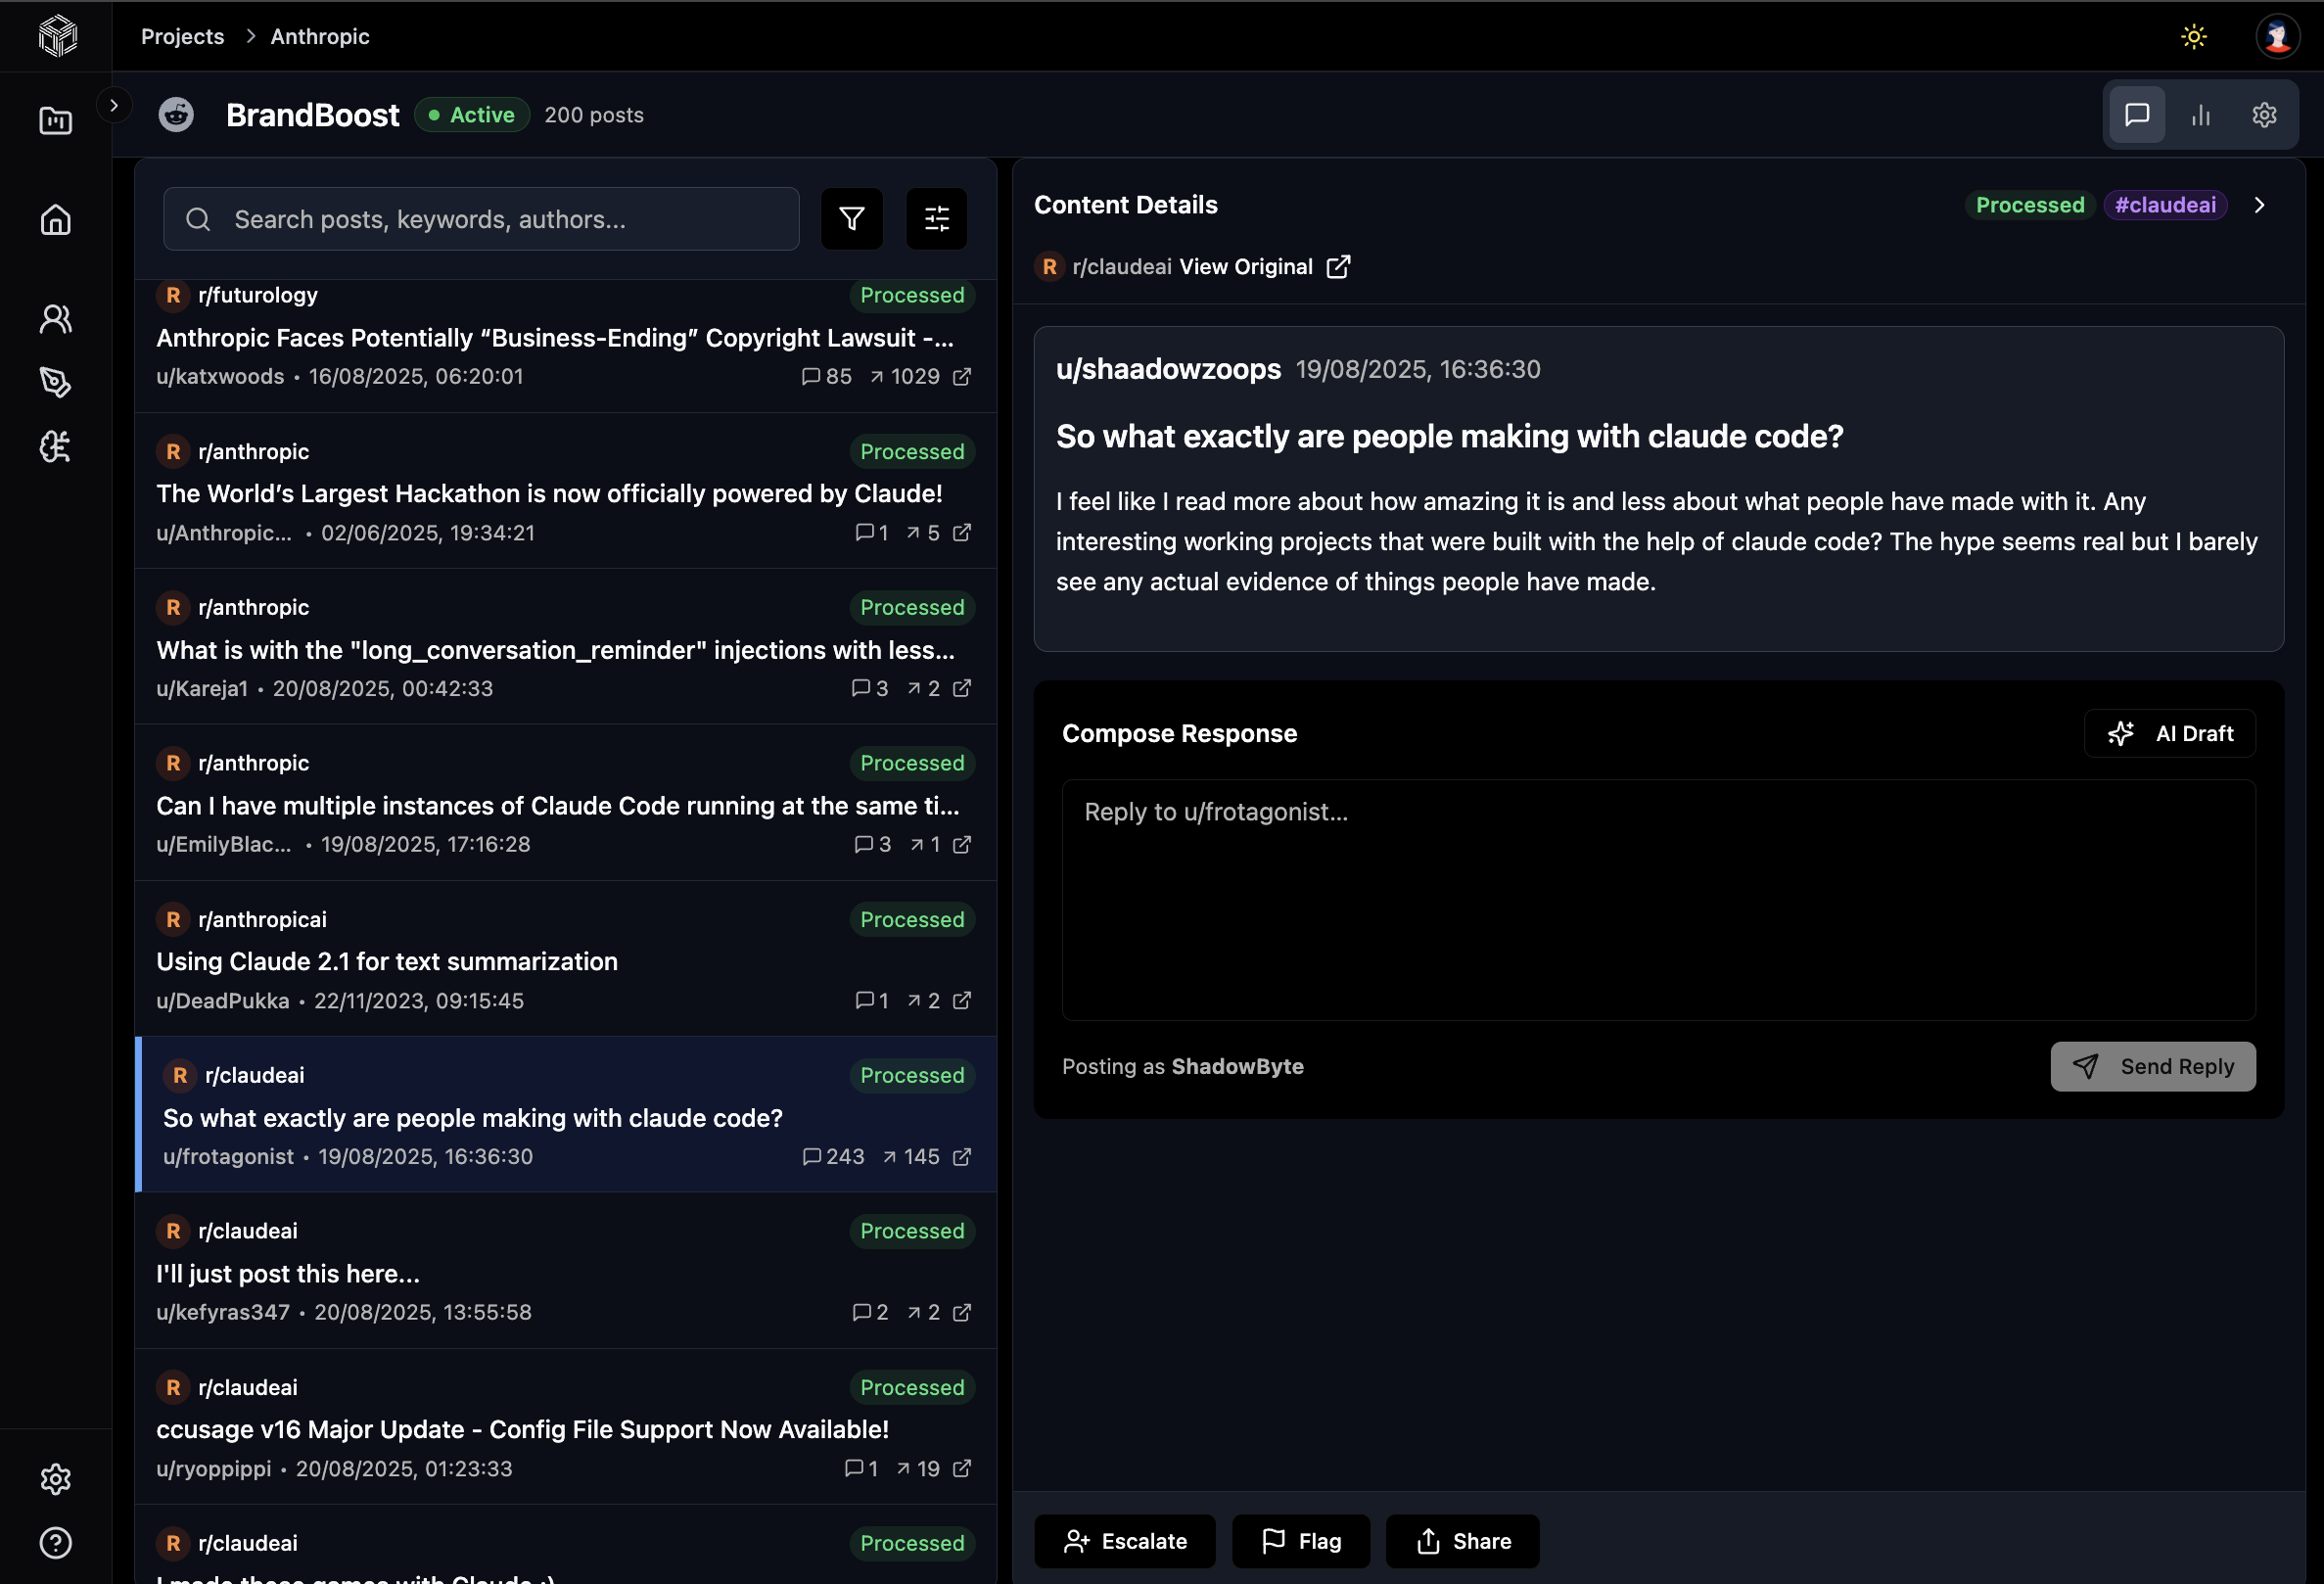 Projects > Anthropic
BrandBoost Active 200 posts
Search posts, keywords, authors...
R r/futurology Processed
Anthropic Faces Potentially “Business-Ending” Copyright Lawsuit -...
u/katxwoods • 16/08/2025, 06:20:01 85 1029
R r/anthropic Processed
The World’s Largest Hackathon is now officially powered by Claude!
u/Anthropic... • 02/06/2025, 19:34:21 1 5
R r/anthropic Processed
What is with the "long_conversation_reminder" injections with less...
u/Kareja1 • 20/08/2025, 00:42:33 3 2
R r/anthropic Processed
Can I have multiple instances of Claude Code running at the same ti...
u/EmilyBlac... • 19/08/2025, 17:16:28 3 1
R r/anthropicai Processed
Using Claude 2.1 for text summarization
u/DeadPukka • 22/11/2023, 09:15:45 1 2
R r/claudeai Processed
So what exactly are people making with claude code?
u/frotagonist • 19/08/2025, 16:36:30 243 145
R r/claudeai Processed
I'll just post this here...
u/kefyras347 • 20/08/2025, 13:55:58 2 2
R r/claudeai Processed
ccusage v16 Major Update - Config File Support Now Available!
u/ryoppippi • 20/08/2025, 01:23:33 1 19
R r/claudeai Processed
I made these games with Claude :)
Content Details Processed #claudeai
R r/claudeai View Original
u/shaadowzoops 19/08/2025, 16:36:30
So what exactly are people making with claude code?
I feel like I read more about how amazing it is and less about what people have made with it. Any
interesting working projects that were built with the help of claude code? The hype seems real but I barely
see any actual evidence of things people have made.
Compose Response AI Draft
Reply to u/frotagonist...
Posting as ShadowByte Send Reply
Escalate Flag Share